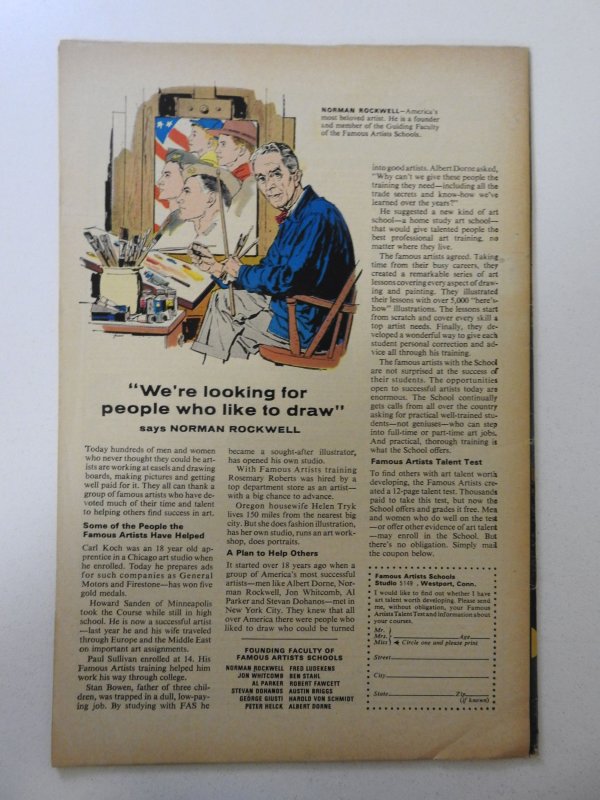 NORMAN ROCKWELL—America's
most beloved artist. He is a founder
and member of the Guiding Faculty
of the Famous Artists Schools.
"We're looking for
people who like to draw"
says NORMAN ROCKWELL
Today hundreds of men and women
who never thought they could be art-
ists are working at easels and drawing
boards, making pictures and getting
well paid for it. They all can thank a
group of famous artists who have de-
voted much of their time and talent
to helping others find success in art.
Some of the People the
Famous Artists Have Helped
Carl Koch was an 18 year old ap-
prentice in a Chicago art studio when
he enrolled. Today he prepares ads
for such companies as General
Motors and Firestone—has won five
gold medals.
Howard Sanden of Minneapolis
took the Course while still in high
school. He is now a successful artist
—last year he and his wife traveled
through Europe and the Middle East
on important art assignments.
Paul Sullivan enrolled at 14. His
Famous Artists training helped him
work his way through college.
Stan Bowen, father of three chil-
dren, was trapped in a dull, low-pay-
ing job. By studying with FAS he
became a sought-after illustrator,
has opened his own studio.
With Famous Artists training
Rosemary Roberts was hired by a
top department store as an artist—
with a big chance to advance.
Oregon housewife Helen Tryk
lives 150 miles from the nearest big
city. But she does fashion illustration,
has her own studio, runs an art work-
shop, does portraits.
A Plan to Help Others
It started over 18 years ago when a
group of America's most successful
artists—men like Albert Dorne, Nor-
man Rockwell, Jon Whitcomb, Al
Parker and Stevan Dohanos—met in
New York City. They knew that all
over America there were people who
liked to draw who could be turned
FOUNDING FACULTY OF
FAMOUS ARTISTS SCHOOLS
NORMAN ROCKWELL FRED LUDEKENS
JON WHITCOMB BEN STAHL
AL PARKER ROBERT FAWCETT
STEVAN DOHANOS AUSTIN BRIGGS
GEORGE GIUSTI HAROLD VON SCHMIDT
PETER HELCK ALBERT DORNE
into good artists. Albert Dorne asked,
"Why can't we give these people the
training they need—including all the
trade secrets and know-how we've
learned over the years?"
He suggested a new kind of art
school—a home study art school—
that would give talented people the
best professional art training, no
matter where they live.
The famous artists agreed. Taking
time from their busy careers, they
created a remarkable series of art
lessons covering every aspect of draw-
ing and painting. They illustrated
their lessons with over 5,000 "here's-
how" illustrations. The lessons start
from scratch and cover every skill a
top artist needs. Finally, they de-
veloped a wonderful way to give each
student personal correction and ad-
vice all through his training.
The famous artists with the School
are not surprised at the success of
their students. The opportunities
open to successful artists today are
enormous. The School continually
gets calls from all over the country
asking for practical well-trained stu-
dents—not geniuses—who can step
into full-time or part-time art jobs.
And practical, thorough training is
what the School offers.
Famous Artists Talent Test
To find others with art talent worth
developing, the Famous Artists cre-
ated a 12-page talent test. Thousands
paid to take this test, but now the
School offers and grades it free. Men
and women who do well on the test
—or offer other evidence of art talent
—may enroll in the School. But
there's no obligation. Simply mail
the coupon below.
Famous Artists Schools
Studio 5149 , Westport, Conn.
I would like to find out whether I have
art talent worth developing. Please send
me, without obligation, your Famous
Artists Talent Test and information about
your courses.
Mr.
Mrs. Age
Miss Circle one and please print
Street
City
State Zip
(if known)